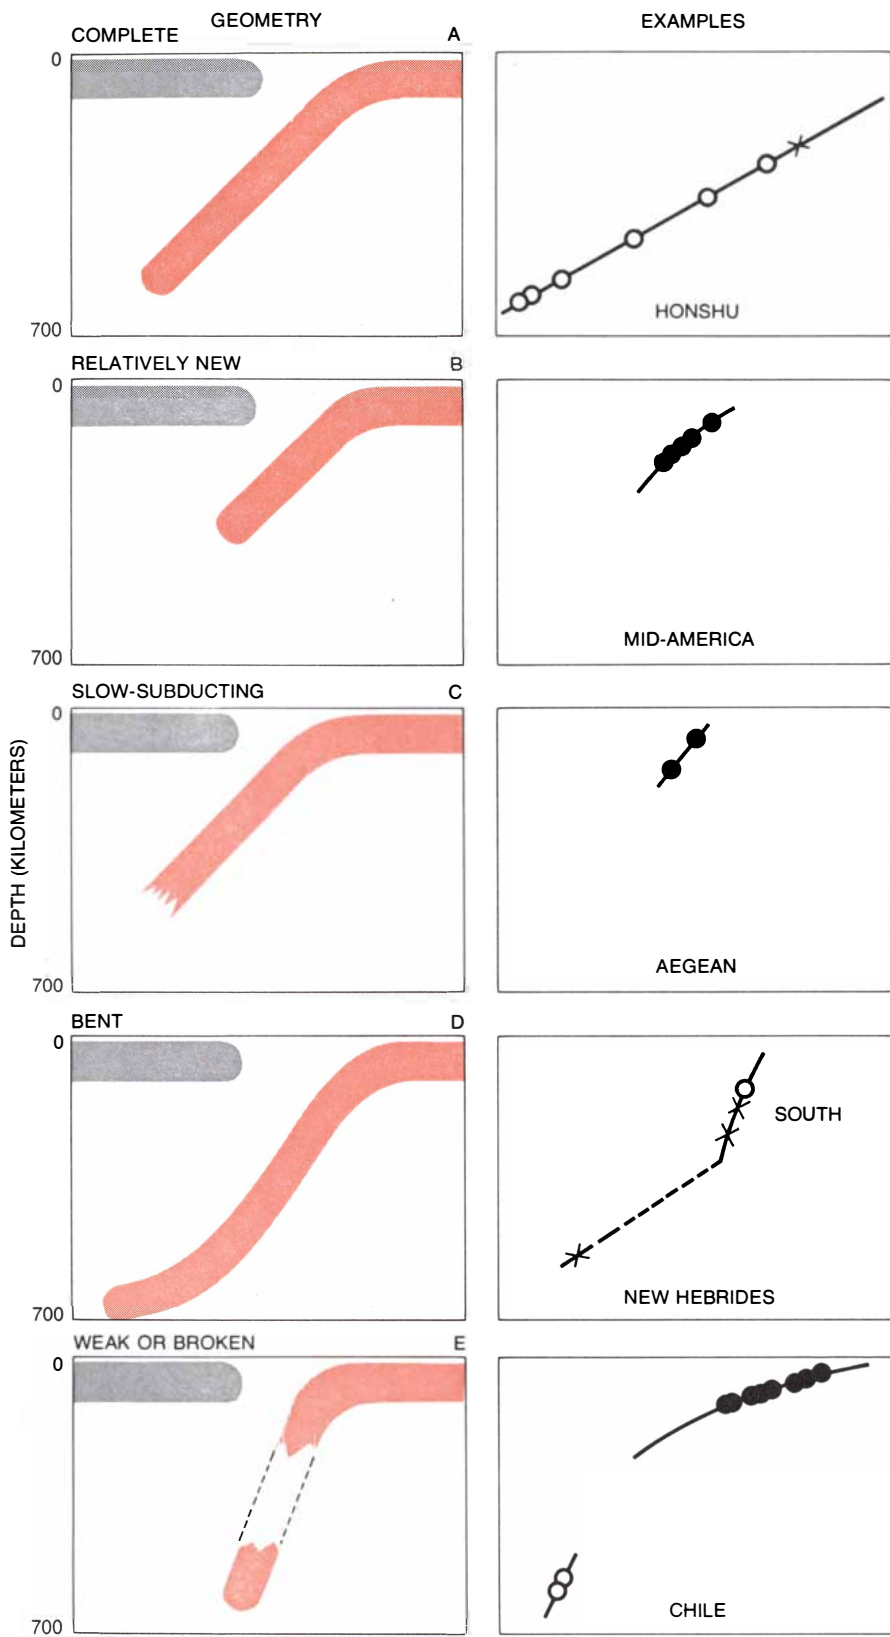 GEOMETRY
EXAMPLES
COMPLETE A
0
700
HONSHU
RELATIVELY NEW B
0
700
MID-AMERICA
SLOW-SUBDUCTING C
0
700
AEGEAN
DEPTH (KILOMETERS)
BENT D
0
700
SOUTH
NEW HEBRIDES
WEAK OR BROKEN E
0
700
CHILE